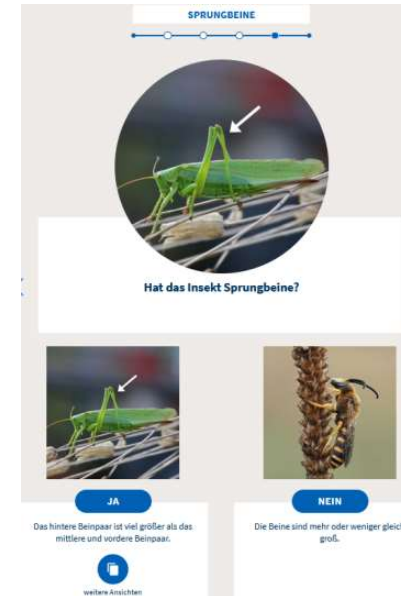 SPRUNGBEINE
Hat das Insekt Sprungbeine?
JA
Das hintere Beinpaar ist viel größer als das
mittlere und vordere Beinpaar.
weitere Ansichten
NEIN
Die Beine sind mehr oder weniger gleich
groß.